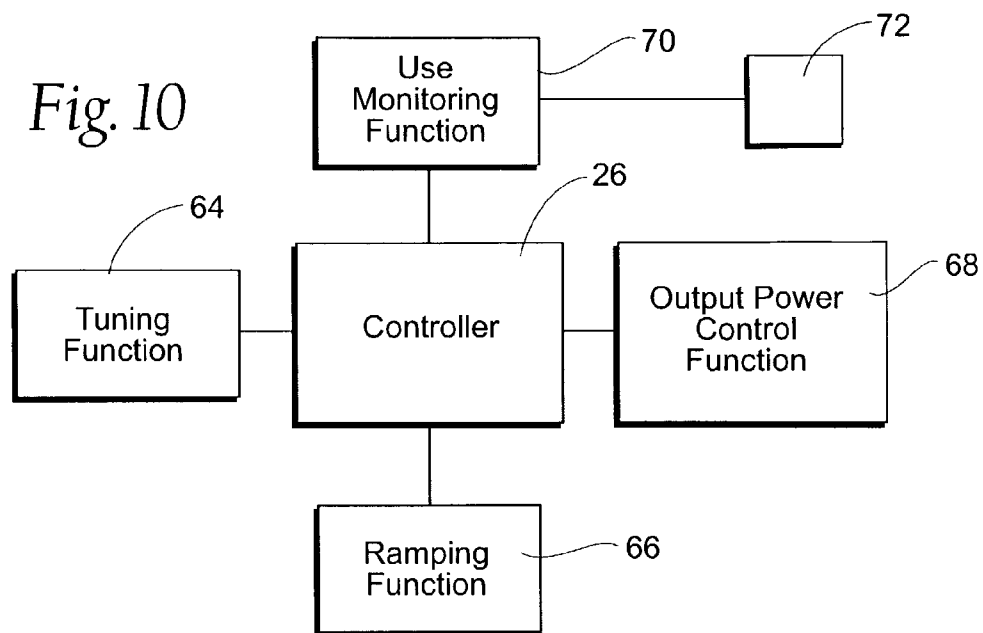 Fig. 10
70
72
Use
Monitoring
Function
64
26
68
Tuning
Function
Controller
Output Power
Control
Function
66
Ramping
Function